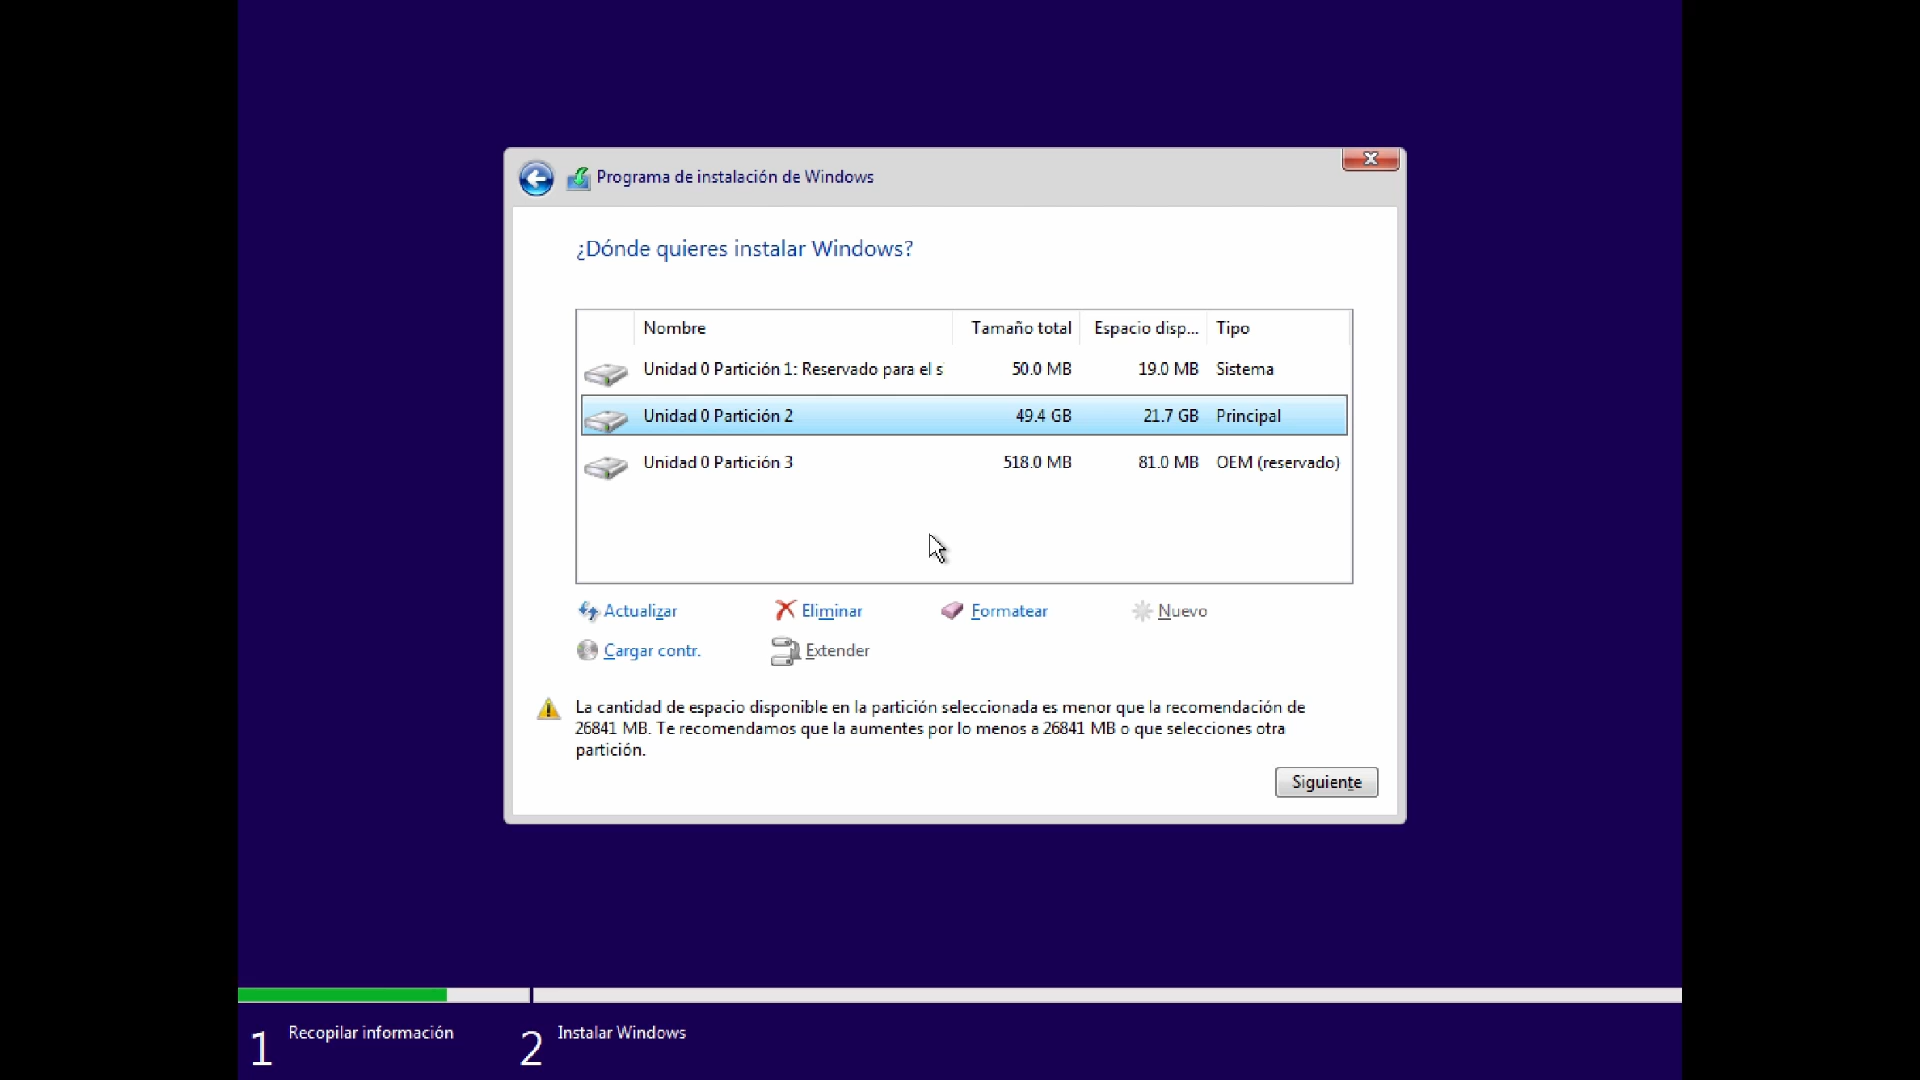 Programa de instalación de Windows
¿Dónde quieres instalar Windows?
Nombre Tamaño total Espacio disp... Tipo
Unidad 0 Partición 1: Reservado para el s 50.0 MB 19.0 MB Sistema
Unidad 0 Partición 2 49.4 GB 21.7 GB Principal
Unidad 0 Partición 3 518.0 MB 81.0 MB OEM (reservado)
Actualizar Eliminar Formatear Nuevo
Cargar contr. Extender
La cantidad de espacio disponible en la partición seleccionada es menor que la recomendación de
26841 MB. Te recomendamos que la aumentes por lo menos a 26841 MB o que selecciones otra
partición.
Siguiente
1 Recopilar información 2 Instalar Windows